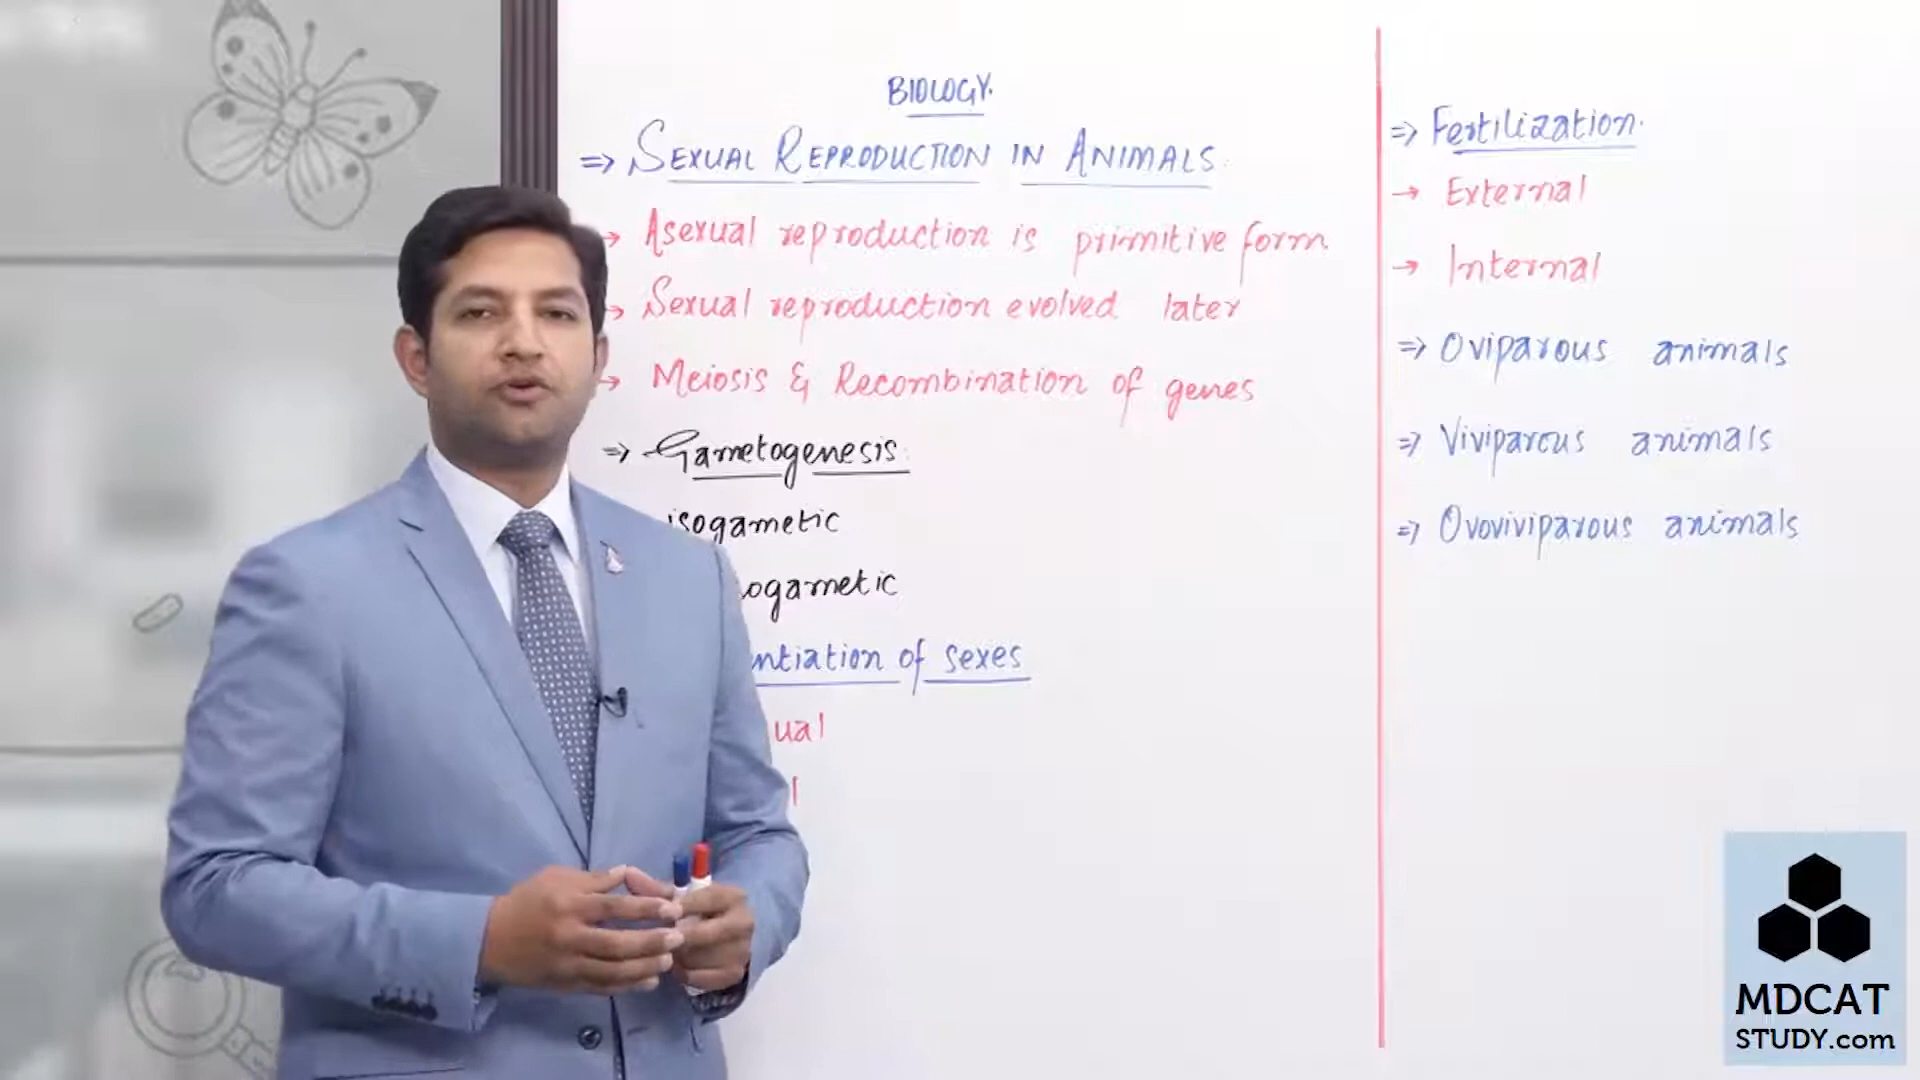 BIOLOGY.
⇒ SEXUAL REPRODUCTION IN ANIMALS.
→ Asexual reproduction is primitive form
→ Sexual reproduction evolved later
→ Meiosis & Recombination of genes
⇒ Gametogenesis:
isogametic
ogametic
ntiation of sexes
ual
l
⇒ Fertilization.
→ External
→ Internal
⇒ Oviparous animals
⇒ Viviparous animals
⇒ Ovoviviparous animals
MDCAT
STUDY.com